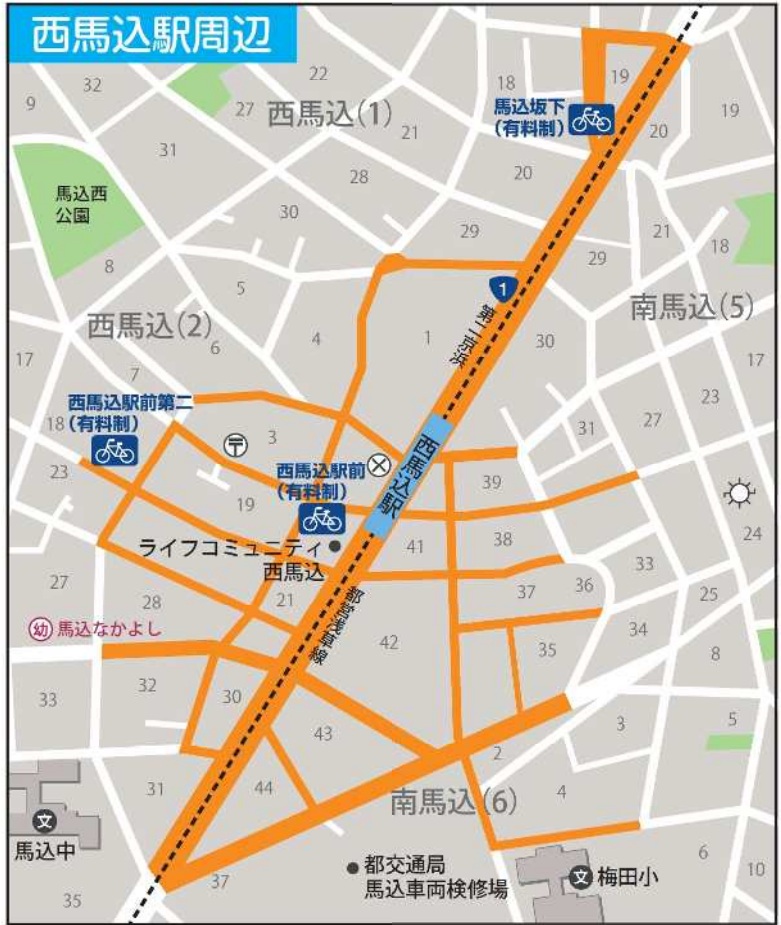 西馬込駅周辺
32
22
9
27
西馬込(1)
18
19
馬込坂下
(有料制)
19
20
21
31
28
20
馬込西
公園
30
29
21
18
8
29
5
1
南馬込(5)
西馬込(2)
4
1
第二京浜
30
6
17
17
7
23
西馬込駅前第二
(有料制)
18
3
27
31
西馬込駅前
(有料制)
西馬込駅
23
39
19
24
ライフコミュニティ
西馬込
41
38
33
27
28
21
都営浅草線
37
36
25
幼
馬込なかよし
42
34
35
8
33
32
30
43
3
5
2
31
44
南馬込(6)
4
文
馬込中
都交通局
馬込車両検修場
文
梅田小
6
37
10
35